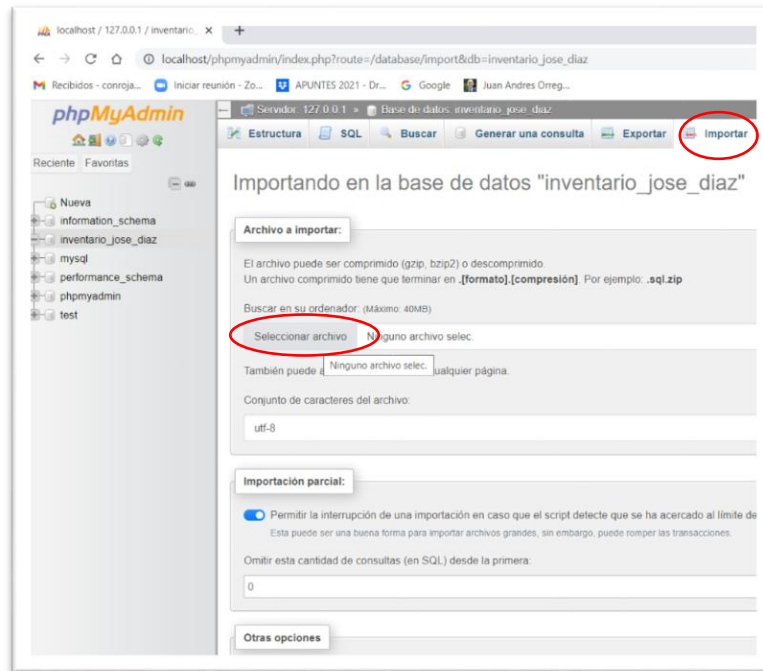 localhost / 127.0.0.1 / inventario_
localhost/phpmyadmin/index.php?route=/database/import&db=inventario_jose_diaz
Recibidos - conroja... Iniciar reunión - Zo... APUNTES 2021 - Dr... Google Juan Andres Orreg...
phpMyAdmin
Reciente Favoritas
Nueva
information_schema
inventario_jose_diaz
mysql
performance_schema
phpmyadmin
test
Servidor: 127.0.0.1 » Base de datos: inventario_jose_diaz
Estructura SQL Buscar Generar una consulta Exportar Importar
Importando en la base de datos "inventario_jose_diaz"
Archivo a importar:
El archivo puede ser comprimido (gzip, bzip2) o descomprimido.
Un archivo comprimido tiene que terminar en .[formato].[compresión]. Por ejemplo: .sql.zip
Buscar en su ordenador: (Máximo: 40MB)
Seleccionar archivo Ninguno archivo selec.
Ninguno archivo selec.
También puede a ualquier página.
Conjunto de caracteres del archivo:
utf-8
Importación parcial:
Permitir la interrupción de una importación en caso que el script detecte que se ha acercado al límite de
Esta puede ser una buena forma para importar archivos grandes, sin embargo, puede romper las transacciones.
Omitir esta cantidad de consultas (en SQL) desde la primera:
0
Otras opciones